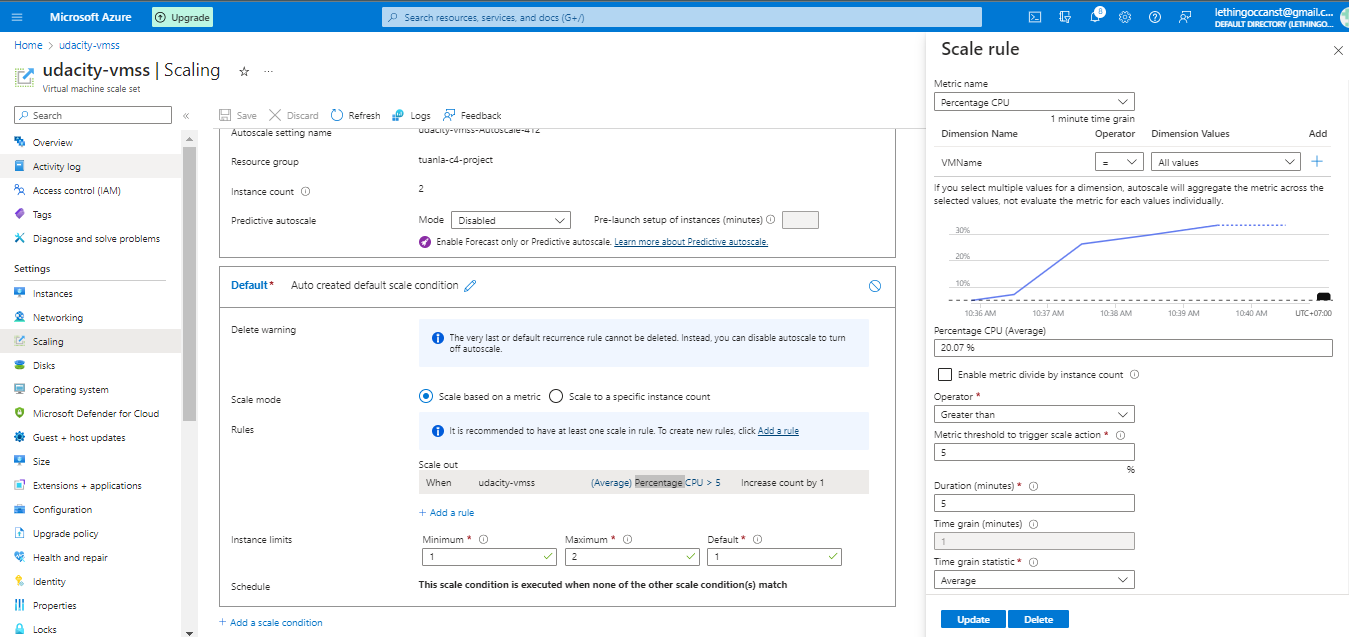 Microsoft Azure
Upgrade
Search resources, services, and docs (G+/)
8
lethingoccanst@gmail.c...
DEFAULT DIRECTORY (LETHINGO...
Home > udacity-vmss
udacity-vmss | Scaling
Virtual machine scale set
Search
Overview
Activity log
Access control (IAM)
Tags
Diagnose and solve problems
Settings
Instances
Networking
Scaling
Disks
Operating system
Microsoft Defender for Cloud
Guest + host updates
Size
Extensions + applications
Configuration
Upgrade policy
Health and repair
Identity
Properties
Locks
Save
Discard
Refresh
Logs
Feedback
Autoscale setting name
udacity-vmss-Autoscale-412
Resource group
tuanla-c4-project
Instance count
2
Predictive autoscale
Mode
Disabled
Pre-launch setup of instances (minutes)
Enable Forecast only or Predictive autoscale. Learn more about Predictive autoscale.
Default*
Auto created default scale condition
Delete warning
The very last or default recurrence rule cannot be deleted. Instead, you can disable autoscale to turn
off autoscale.
Scale mode
Scale based on a metric
Scale to a specific instance count
Rules
It is recommended to have at least one scale in rule. To create new rules, click Add a rule
Scale out
When
udacity-vmss
(Average) Percentage CPU > 5
Increase count by 1
+ Add a rule
Instance limits
Minimum *
Maximum *
Default *
1
2
1
Schedule
This scale condition is executed when none of the other scale condition(s) match
+ Add a scale condition
Scale rule
Metric name
Percentage CPU
1 minute time grain
Dimension Name
Operator
Dimension Values
Add
VMName
=
All values
+
If you select multiple values for a dimension, autoscale will aggregate the metric across the
selected values, not evaluate the metric for each values individually.
30%
20%
10%
10:36 AM
10:37 AM
10:38 AM
10:39 AM
10:40 AM
UTC+07:00
Percentage CPU (Average)
20.07 %
Enable metric divide by instance count
Operator *
Greater than
Metric threshold to trigger scale action *
5
%
Duration (minutes) *
5
Time grain (minutes)
1
Time grain statistic *
Average
Update
Delete